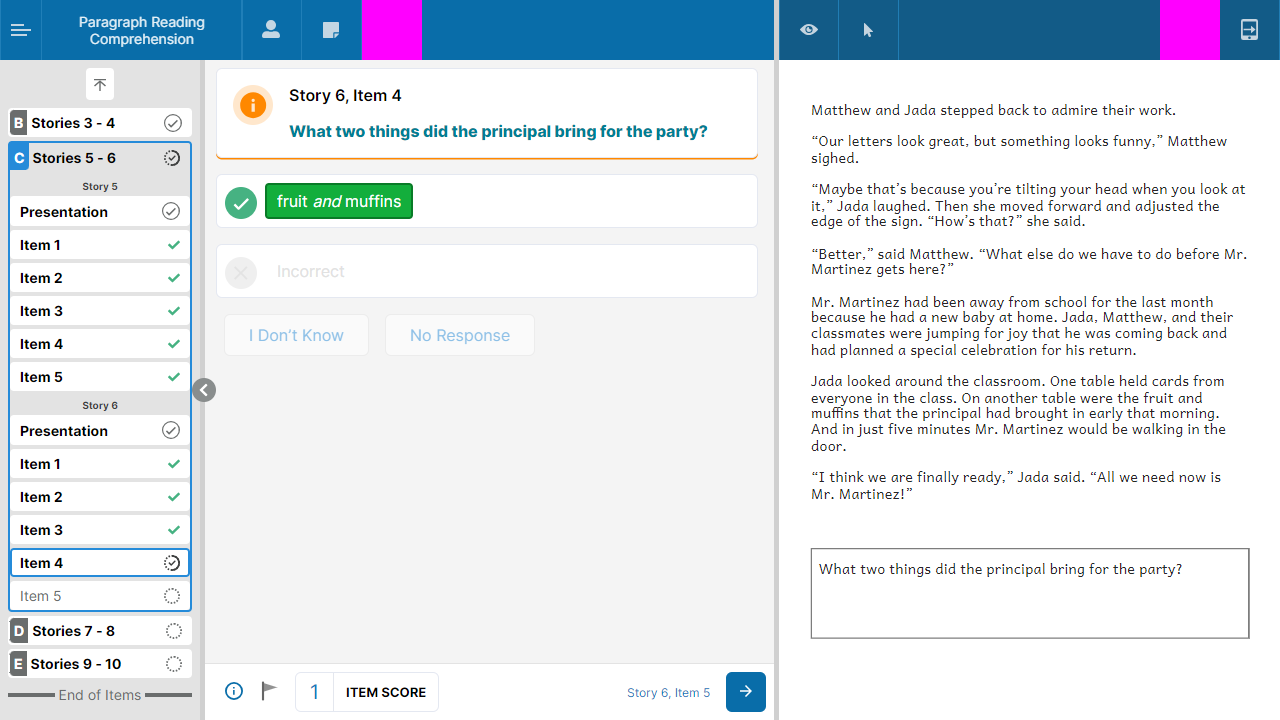 Paragraph Reading
Comprehension
B Stories 3 - 4
C Stories 5 - 6
Story 5
Presentation
Item 1
Item 2
Item 3
Item 4
Item 5
Story 6
Presentation
Item 1
Item 2
Item 3
Item 4
Item 5
D Stories 7 - 8
E Stories 9 - 10
End of Items
Story 6, Item 4
What two things did the principal bring for the party?
fruit and muffins
Incorrect
I Don’t Know
No Response
1 ITEM SCORE
Story 6, Item 5
Matthew and Jada stepped back to admire their work.
“Our letters look great, but something looks funny,” Matthew
sighed.
“Maybe that’s because you’re tilting your head when you look at
it,” Jada laughed. Then she moved forward and adjusted the
edge of the sign. “How’s that?” she said.
“Better,” said Matthew. “What else do we have to do before Mr.
Martinez gets here?”
Mr. Martinez had been away from school for the last month
because he had a new baby at home. Jada, Matthew, and their
classmates were jumping for joy that he was coming back and
had planned a special celebration for his return.
Jada looked around the classroom. One table held cards from
everyone in the class. On another table were the fruit and
muffins that the principal had brought in early that morning.
And in just five minutes Mr. Martinez would be walking in the
door.
“I think we are finally ready,” Jada said. “All we need now is
Mr. Martinez!”
What two things did the principal bring for the party?